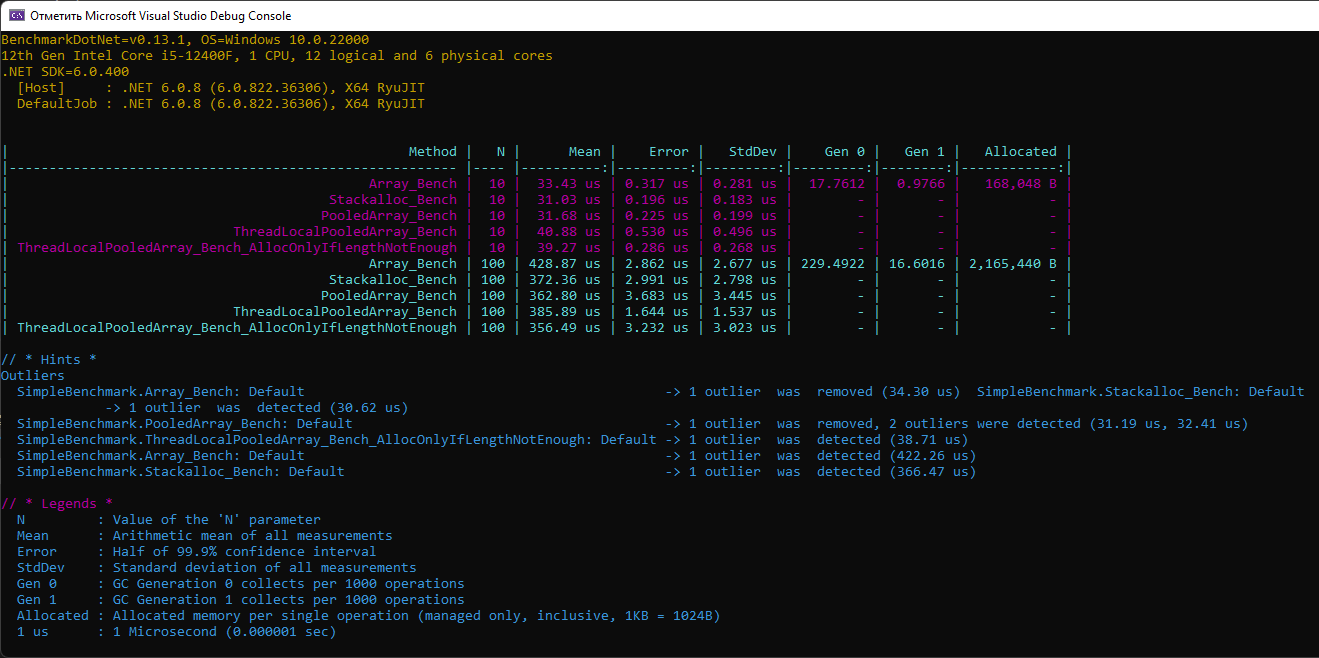 Отметить Microsoft Visual Studio Debug Console
BenchmarkDotNet=v0.13.1, OS=Windows 10.0.22000
12th Gen Intel Core i5-12400F, 1 CPU, 12 logical and 6 physical cores
.NET SDK=6.0.400
  [Host]     : .NET 6.0.8 (6.0.822.36306), X64 RyuJIT
  DefaultJob : .NET 6.0.8 (6.0.822.36306), X64 RyuJIT
|                                                  Method |   N |      Mean |    Error |   StdDev |    Gen 0 |   Gen 1 |   Allocated |
|-------------------------------------------------------- |---- |----------:|---------:|---------:|---------:|--------:|------------:|
|                                             Array_Bench |  10 |  33.43 us | 0.317 us | 0.281 us |  17.7612 |  0.9766 |   168,048 B |
|                                        Stackalloc_Bench |  10 |  31.03 us | 0.196 us | 0.183 us |        - |       - |           - |
|                                       PooledArray_Bench |  10 |  31.68 us | 0.225 us | 0.199 us |        - |       - |           - |
|                            ThreadLocalPooledArray_Bench |  10 |  40.88 us | 0.530 us | 0.496 us |        - |       - |           - |
| ThreadLocalPooledArray_Bench_AllocOnlyIfLengthNotEnough |  10 |  39.27 us | 0.286 us | 0.268 us |        - |       - |           - |
|                                             Array_Bench | 100 | 428.87 us | 2.862 us | 2.677 us | 229.4922 | 16.6016 | 2,165,440 B |
|                                        Stackalloc_Bench | 100 | 372.36 us | 2.991 us | 2.798 us |        - |       - |           - |
|                                       PooledArray_Bench | 100 | 362.80 us | 3.683 us | 3.445 us |        - |       - |           - |
|                            ThreadLocalPooledArray_Bench | 100 | 385.89 us | 1.644 us | 1.537 us |        - |       - |           - |
| ThreadLocalPooledArray_Bench_AllocOnlyIfLengthNotEnough | 100 | 356.49 us | 3.232 us | 3.023 us |        - |       - |           - |
// * Hints *
Outliers
  SimpleBenchmark.Array_Bench: Default                                             -> 1 outlier  was  removed (34.30 us)  SimpleBenchmark.Stackalloc_Bench: Default
             -> 1 outlier  was  detected (30.62 us)
  SimpleBenchmark.PooledArray_Bench: Default                                       -> 1 outlier  was  removed, 2 outliers were detected (31.19 us, 32.41 us)
  SimpleBenchmark.ThreadLocalPooledArray_Bench_AllocOnlyIfLengthNotEnough: Default -> 1 outlier  was  detected (38.71 us)
  SimpleBenchmark.Array_Bench: Default                                             -> 1 outlier  was  detected (422.26 us)
  SimpleBenchmark.Stackalloc_Bench: Default                                        -> 1 outlier  was  detected (366.47 us)
// * Legends *
  N         : Value of the 'N' parameter
  Mean      : Arithmetic mean of all measurements
  Error     : Half of 99.9% confidence interval
  StdDev    : Standard deviation of all measurements
  Gen 0     : GC Generation 0 collects per 1000 operations
  Gen 1     : GC Generation 1 collects per 1000 operations
  Allocated : Allocated memory per single operation (managed only, inclusive, 1KB = 1024B)
  1 us      : 1 Microsecond (0.000001 sec)